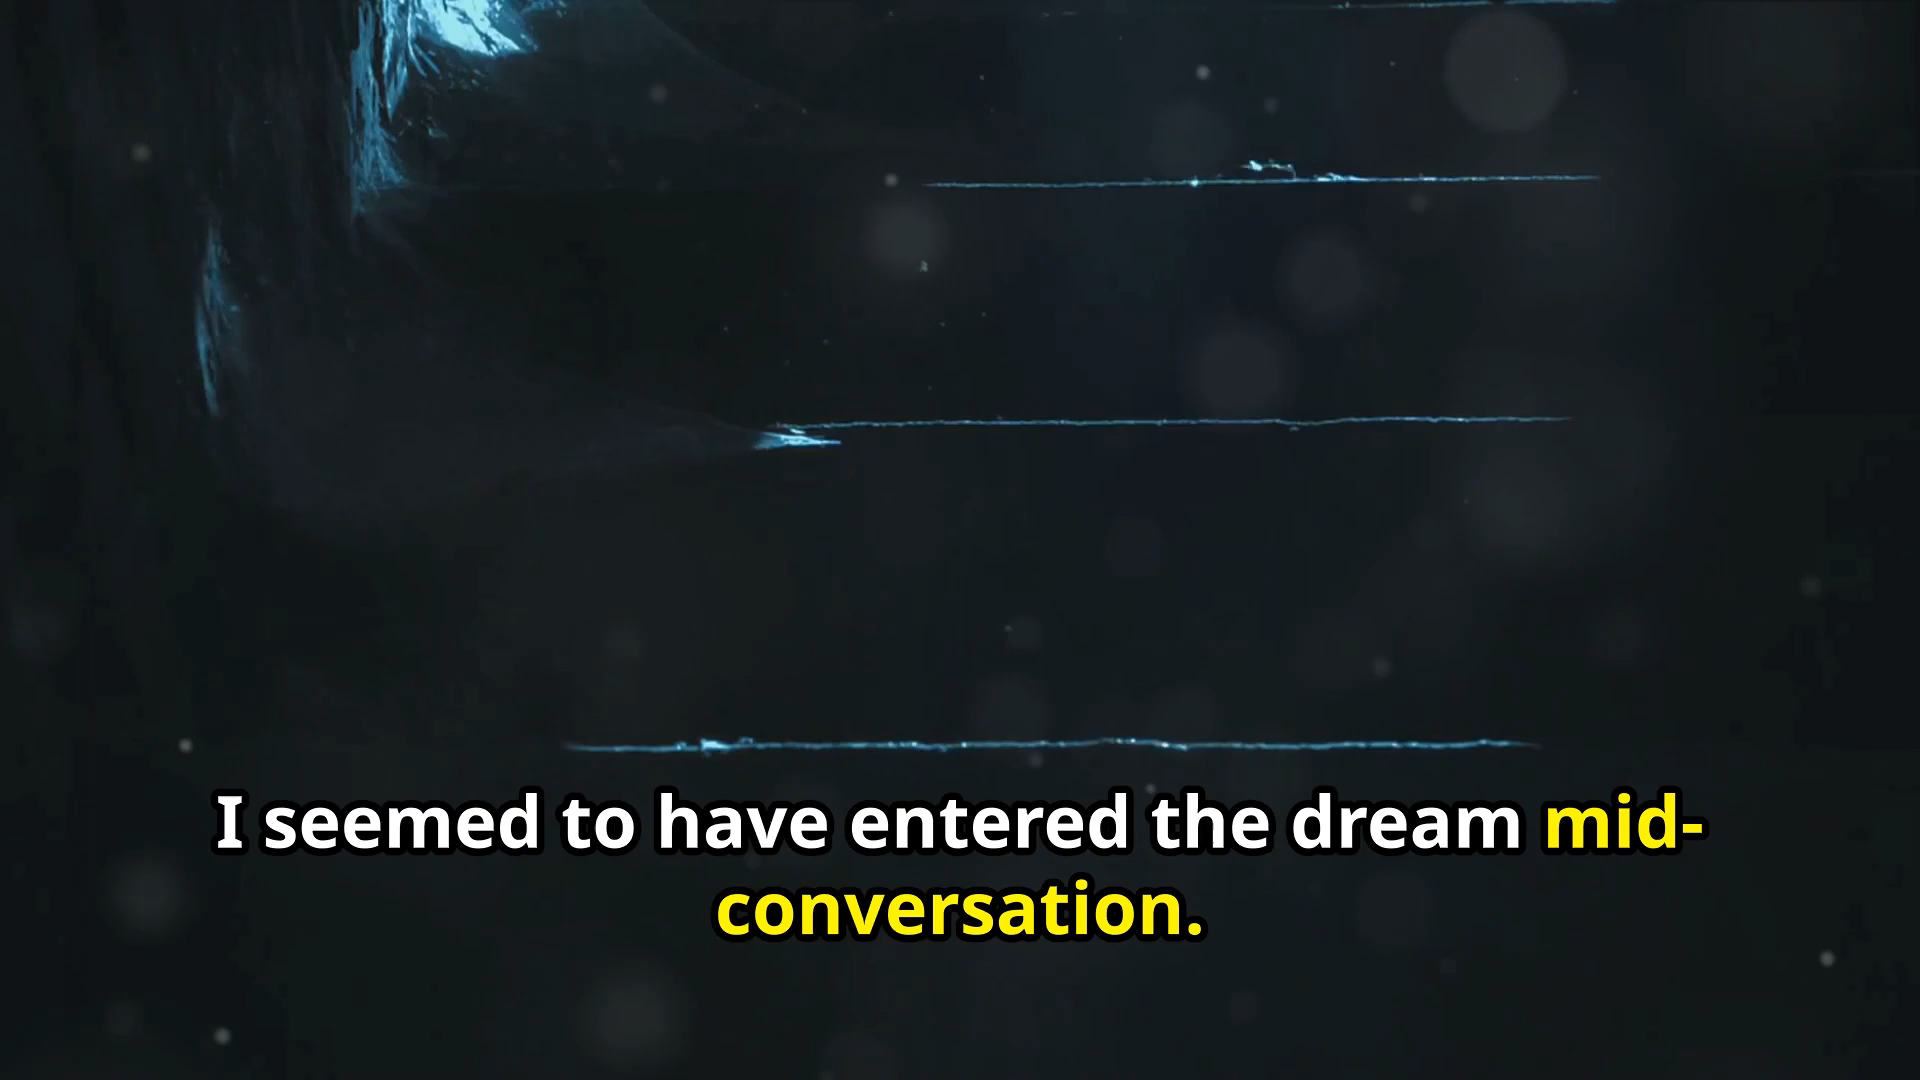 I seemed to have entered the dream mid-
conversation.